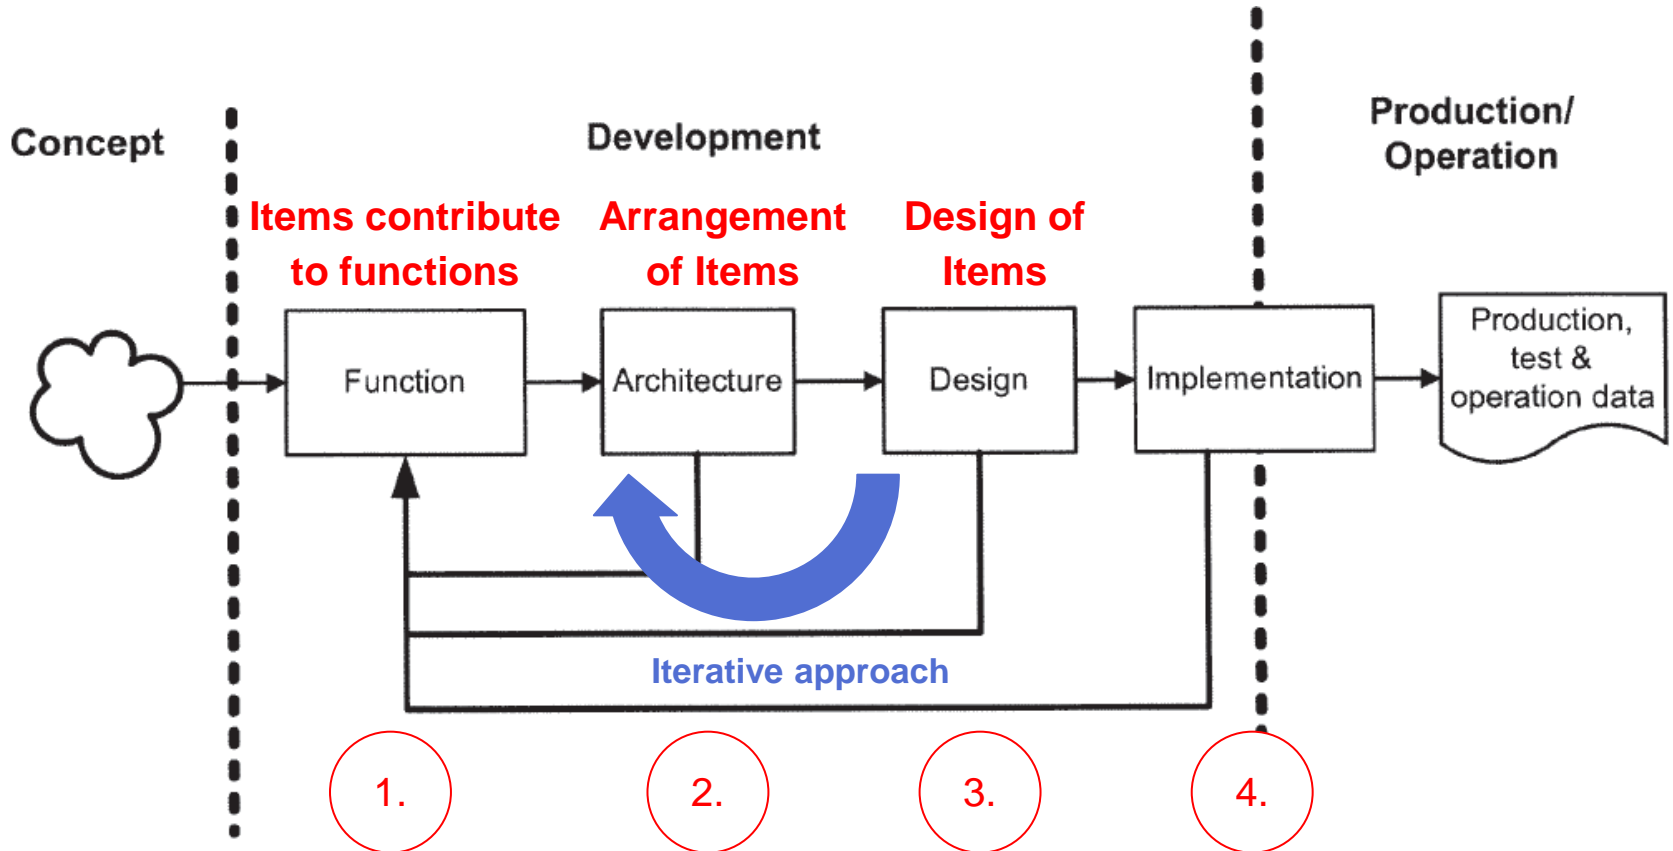 Concept
Development
Production/
Operation
Items contribute
to functions
Arrangement
of Items
Design of
Items
Function
Architecture
Design
Implementation
Production,
test &
operation data
Iterative approach
1.
2.
3.
4.